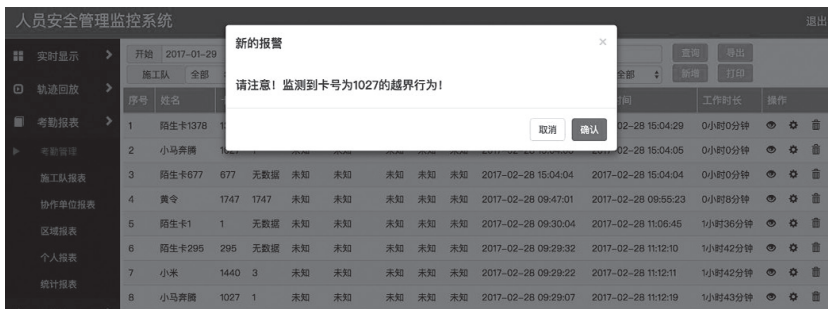 人员安全管理监控系统
退出
新的报警 ×
请注意！监测到卡号为1027的越界行为！
取消 确认
实时显示
轨迹回放
考勤报表
考勤管理
施工队报表
协作单位报表
区域报表
个人报表
统计报表
开始 2017-01-29 查询 导出
施工队 全部 全部 新增 打印
序号 姓名 时间 工作时长 操作
1 陌生卡1378 02-28 15:04:29 0小时0分钟
2 小马奔腾 1027 1 未知 未知 未知 未知 未知 02-28 15:04:05 0小时0分钟
3 陌生卡677 677 无数据 未知 未知 未知 未知 未知 2017-02-28 15:04:04 2017-02-28 15:04:04 0小时0分钟
4 黄令 1747 1747 未知 未知 未知 未知 未知 2017-02-28 09:47:01 2017-02-28 09:55:23 0小时8分钟
5 陌生卡1 1 无数据 未知 未知 未知 未知 未知 2017-02-28 09:30:04 2017-02-28 11:06:45 1小时36分钟
6 陌生卡295 295 无数据 未知 未知 未知 未知 未知 2017-02-28 09:29:32 2017-02-28 11:12:10 1小时42分钟
7 小米 1440 3 未知 未知 未知 未知 未知 2017-02-28 09:29:22 2017-02-28 11:12:11 1小时42分钟
8 小马奔腾 1027 1 未知 未知 未知 未知 未知 2017-02-28 09:29:07 2017-02-28 11:12:19 1小时43分钟